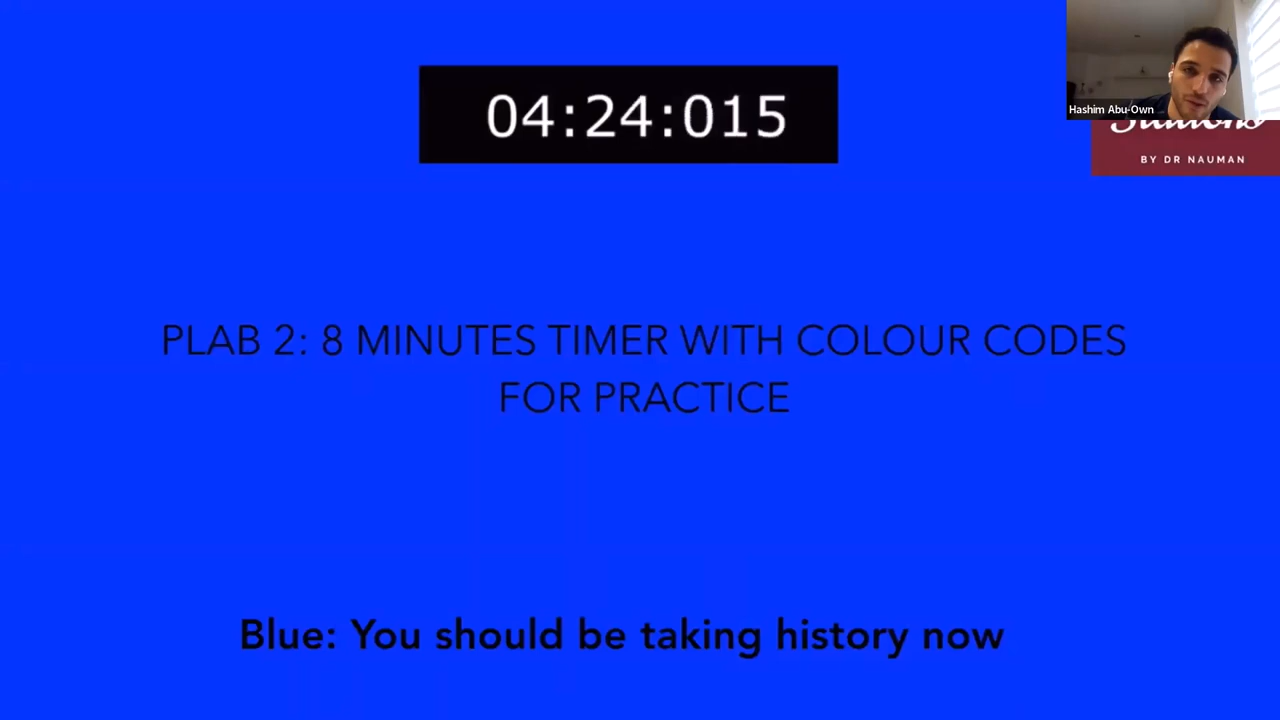 04:24:015
Hashim Abu-Own
BY DR NAUMAN
PLAB 2: 8 MINUTES TIMER WITH COLOUR CODES
FOR PRACTICE
Blue: You should be taking history now